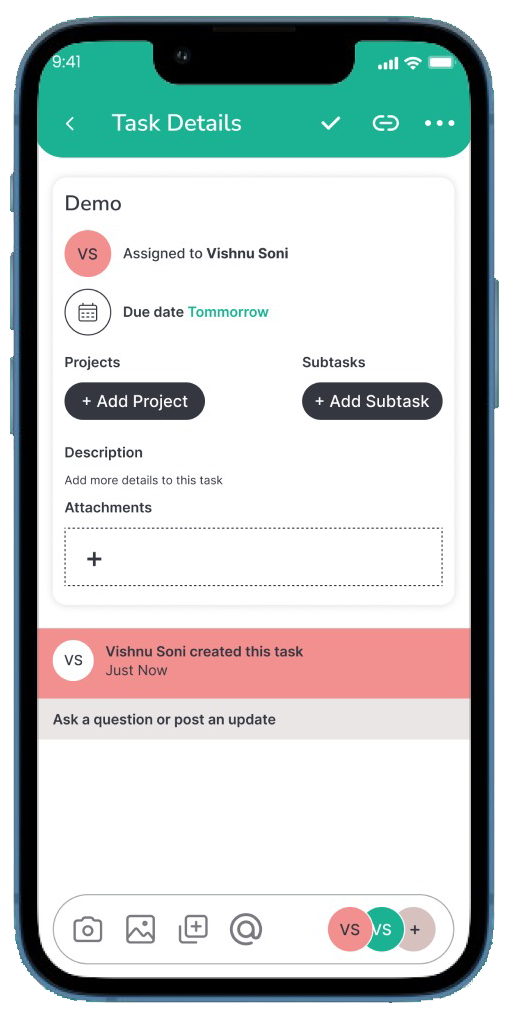 9:41
Task Details
Demo
VS Assigned to Vishnu Soni
Due date Tommorrow
Projects Subtasks
+ Add Project + Add Subtask
Description
Add more details to this task
Attachments
+
VS Vishnu Soni created this task
Just Now
Ask a question or post an update
VS VS +